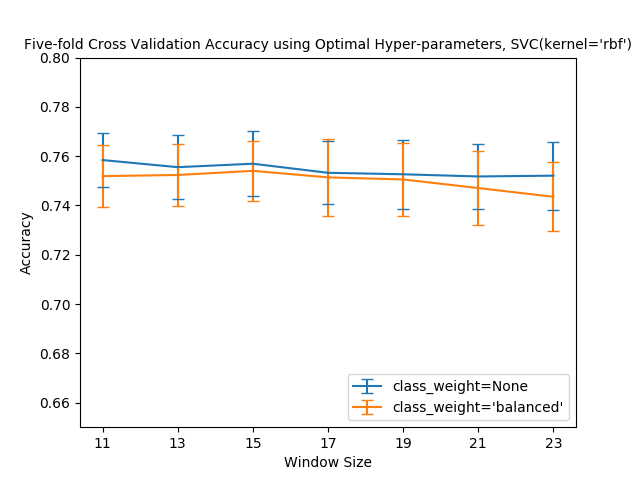 Five-fold Cross Validation Accuracy using Optimal Hyper-parameters, SVC(kernel='rbf')
0.80
0.78
0.76
0.74
0.72
0.70
0.68
0.66
Accuracy
class_weight=None
class_weight='balanced'
11 13 15 17 19 21 23
Window Size